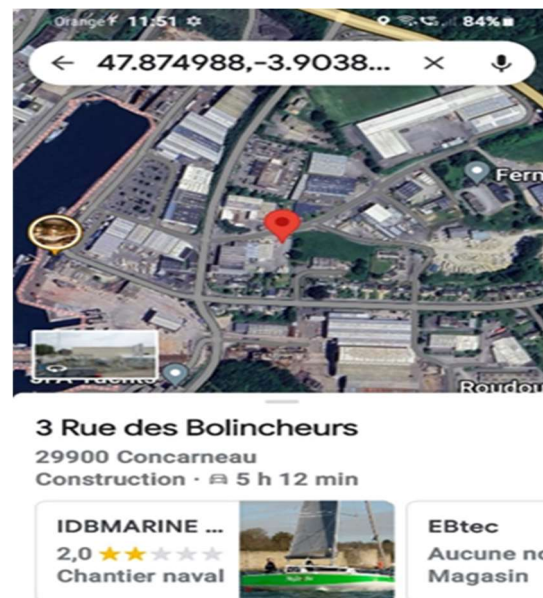 Orange F 11:51 84%
47.874988,-3.9038...
Fern
Roudou
3 Rue des Bolincheurs
29900 Concarneau
Construction · 5 h 12 min
IDBMARINE ...
2,0
Chantier naval
EBtec
Aucune no
Magasin